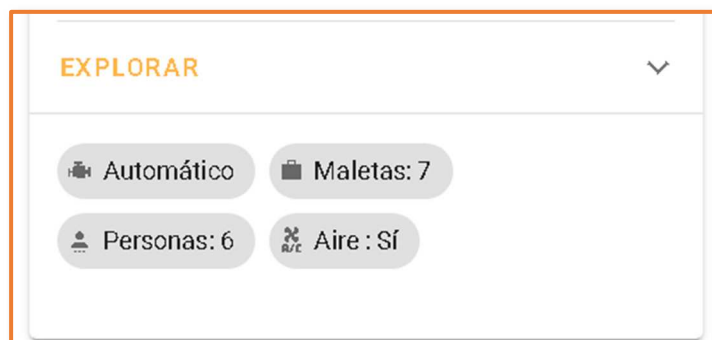 EXPLORAR
Automático
Maletas: 7
Personas: 6
A/C
Aire : Sí